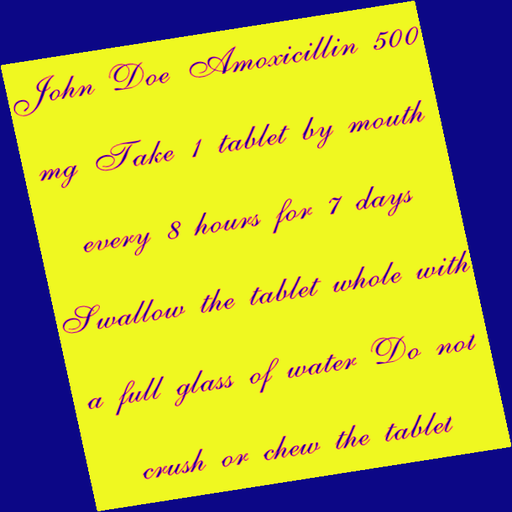 John Doe Amoxicillin 500
mg Take 1 tablet by mouth
every 8 hours for 7 days
Swallow the tablet whole with
a full glass of water Do not
crush or chew the tablet